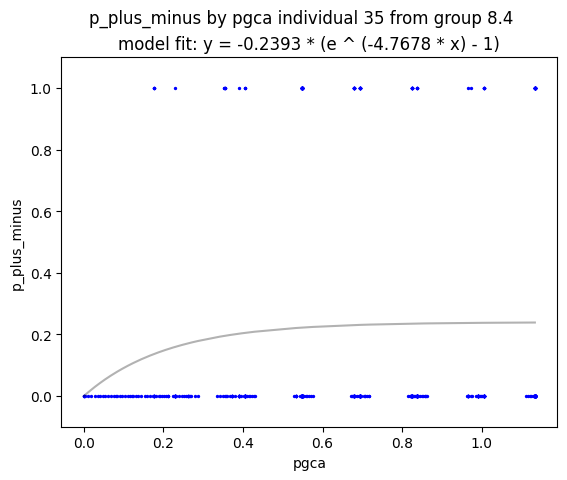 p_plus_minus by pgca individual 35 from group 8.4
model fit: y = -0.2393 * (e ^ (-4.7678 * x) - 1)
1.0
0.8
0.6
0.4
0.2
0.0
p_plus_minus
0.0 0.2 0.4 0.6 0.8 1.0
pgca